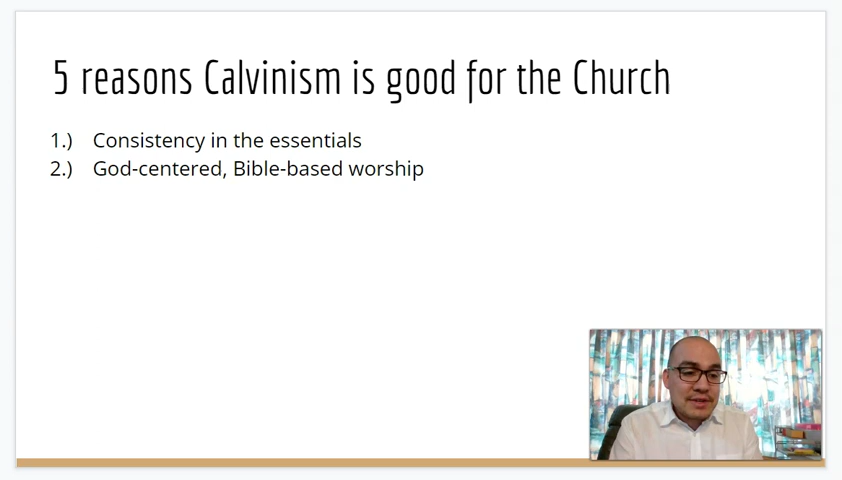 5 reasons Calvinism is good for the Church
1.) Consistency in the essentials
2.) God-centered, Bible-based worship